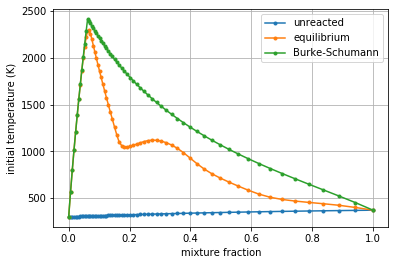 2500
2000
1500
1000
500
initial temperature (K)
unreacted
equilibrium
Burke-Schumann
0.0 0.2 0.4 0.6 0.8 1.0
mixture fraction